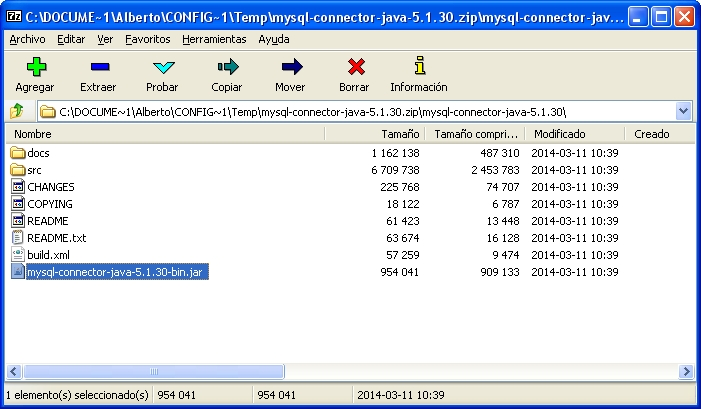 C:\DOCUME~1\Alberto\CONFIG~1\Temp\mysql-connector-java-5.1.30.zip\mysql-connector-jav...
Archivo Editar Ver Favoritos Herramientas Ayuda
Agregar Extraer Probar Copiar Mover Borrar Información
C:\DOCUME~1\Alberto\CONFIG~1\Temp\mysql-connector-java-5.1.30.zip\mysql-connector-java-5.1.30\
Nombre Tamaño Tamaño compri... Modificado Creado
docs 1 162 138 487 310 2014-03-11 10:39
src 6 709 738 2 453 783 2014-03-11 10:39
CHANGES 225 768 74 707 2014-03-11 10:39
COPYING 18 122 6 787 2014-03-11 10:39
README 61 423 13 448 2014-03-11 10:39
README.txt 63 674 16 128 2014-03-11 10:39
build.xml 57 259 9 474 2014-03-11 10:39
mysql-connector-java-5.1.30-bin.jar 954 041 909 133 2014-03-11 10:39
1 elemento(s) seleccionado(s) 954 041 954 041 2014-03-11 10:39